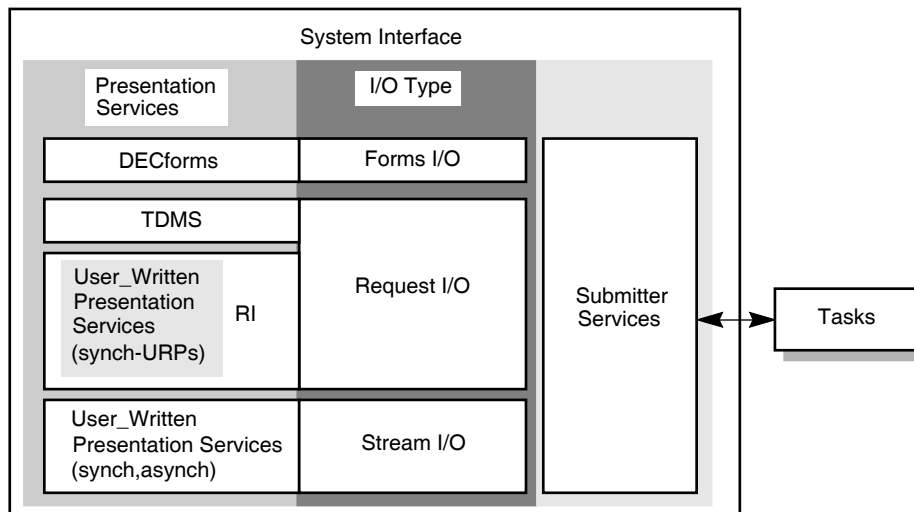 System Interface
Presentation
Services
I/O Type
DECforms
Forms I/O
TDMS
User_Written
Presentation
Services
(synch-URPs)
RI
Request I/O
Submitter
Services
Tasks
User_Written
Presentation Services
(synch,asynch)
Stream I/O